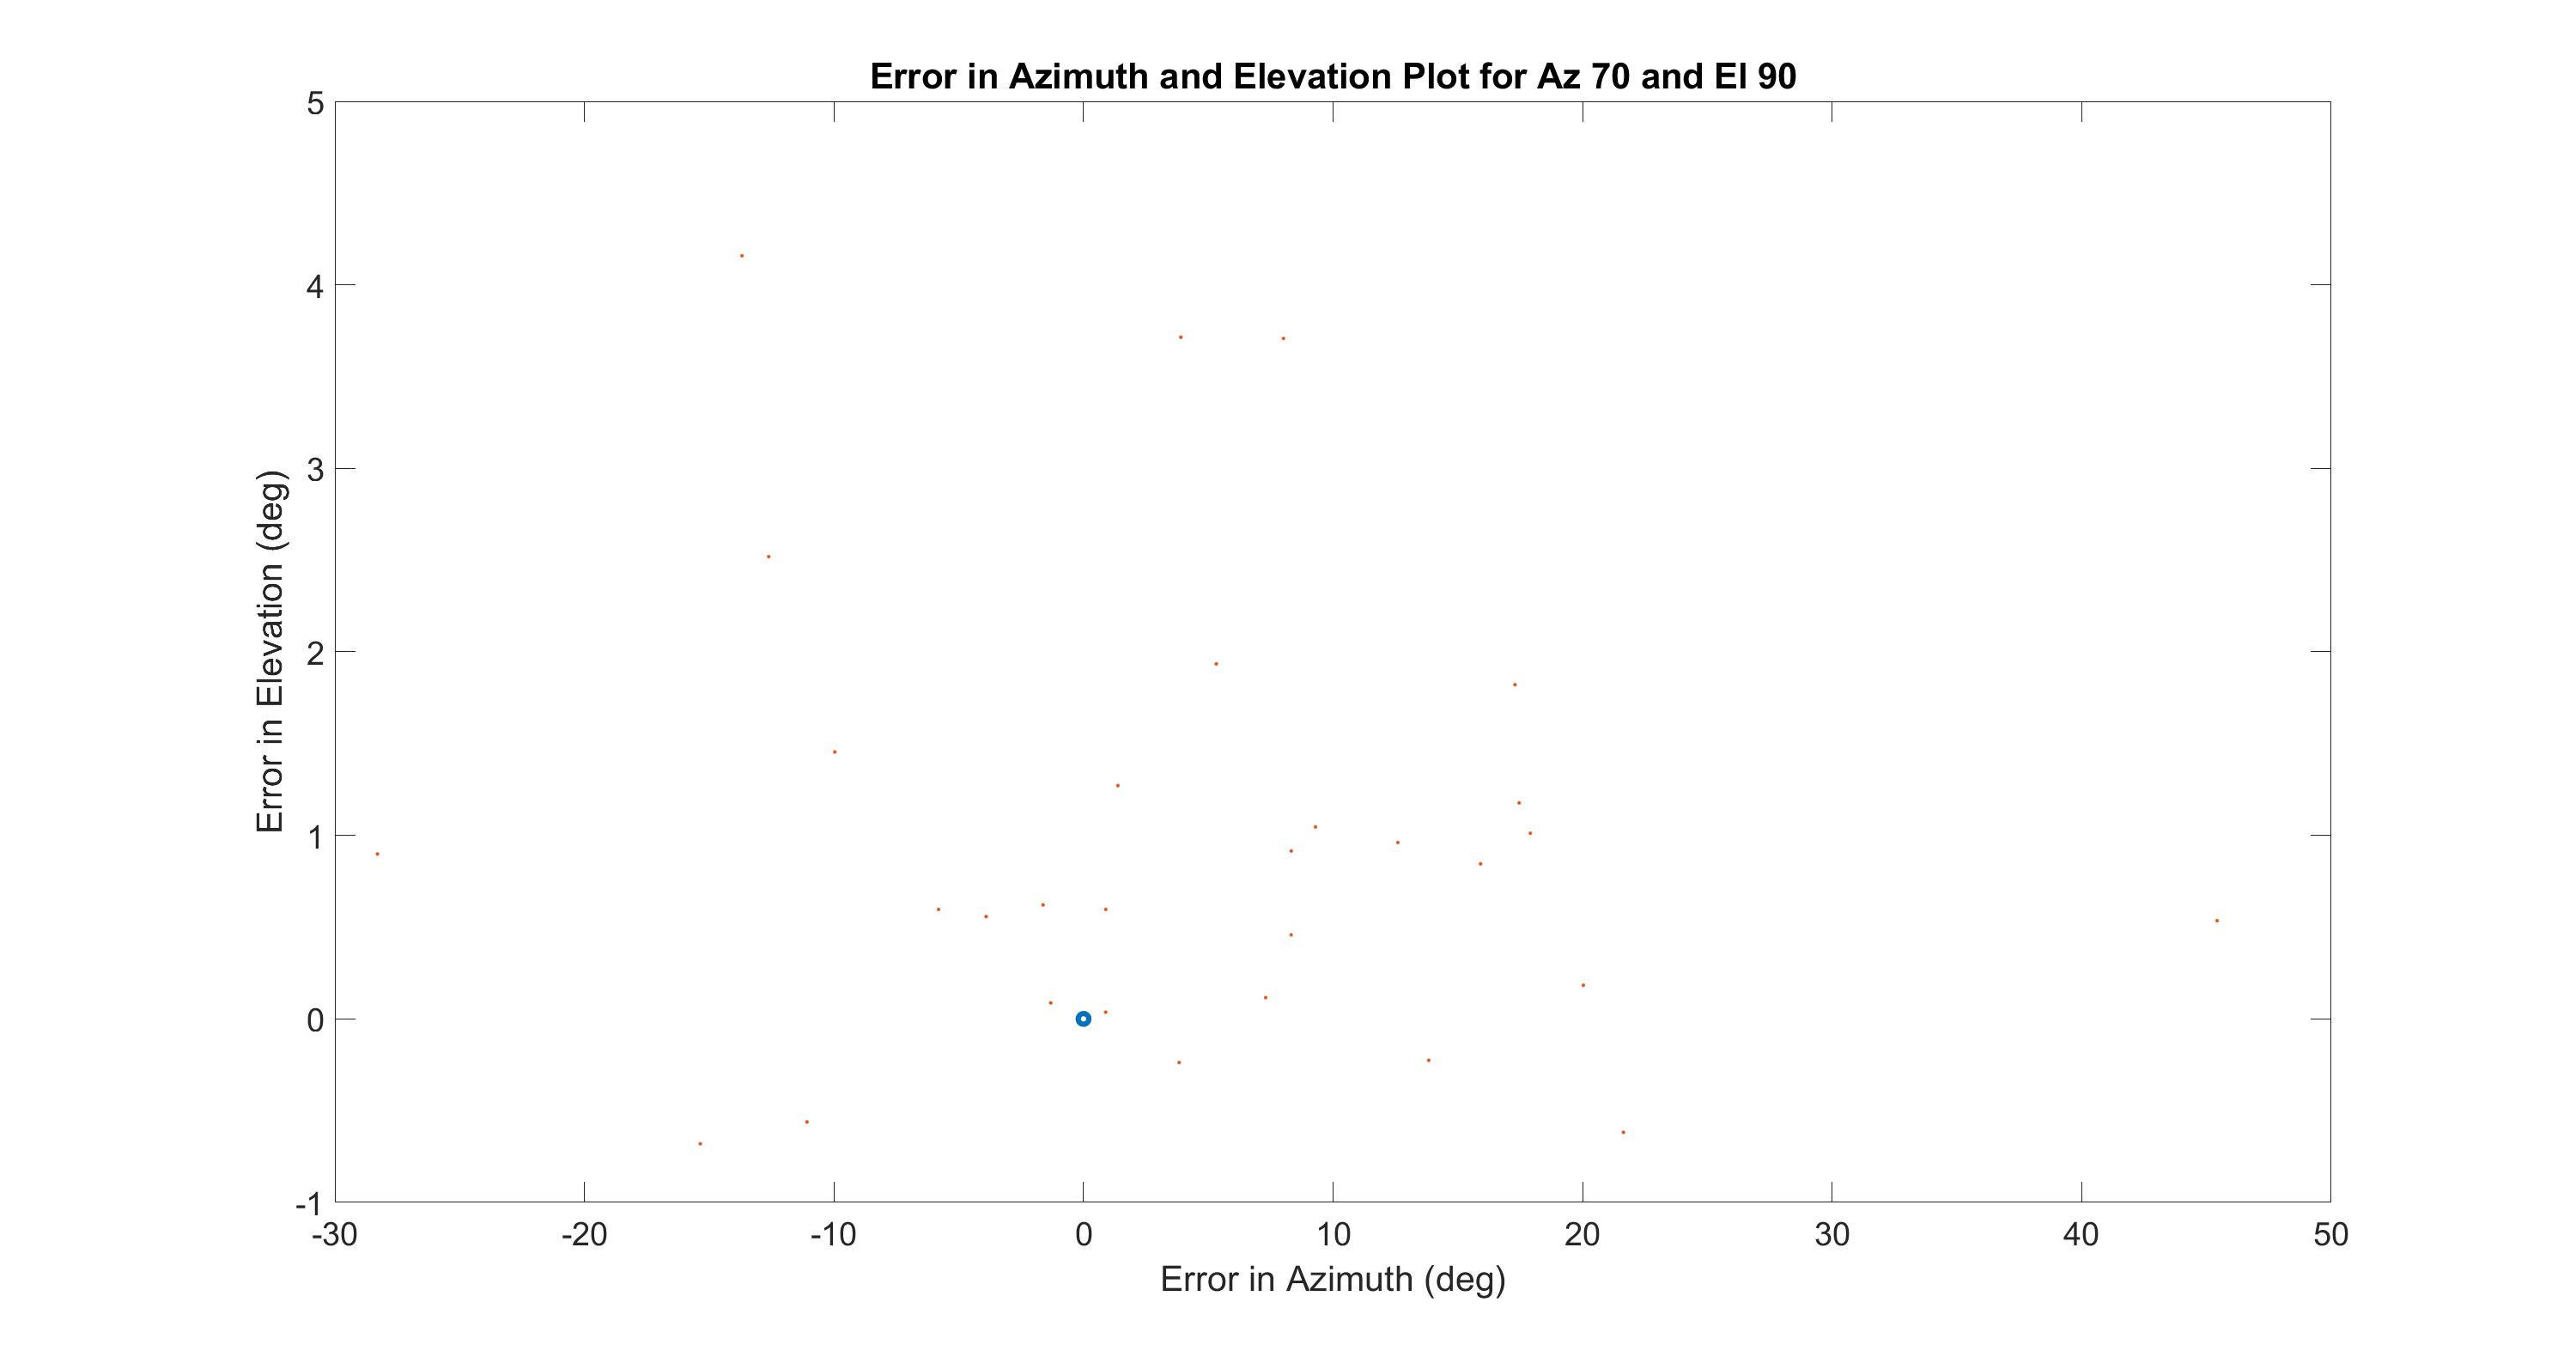 Error in Azimuth and Elevation Plot for Az 70 and El 90
5
4
3
2
1
0
-1
Error in Elevation (deg)
-30 -20 -10 0 10 20 30 40 50
Error in Azimuth (deg)